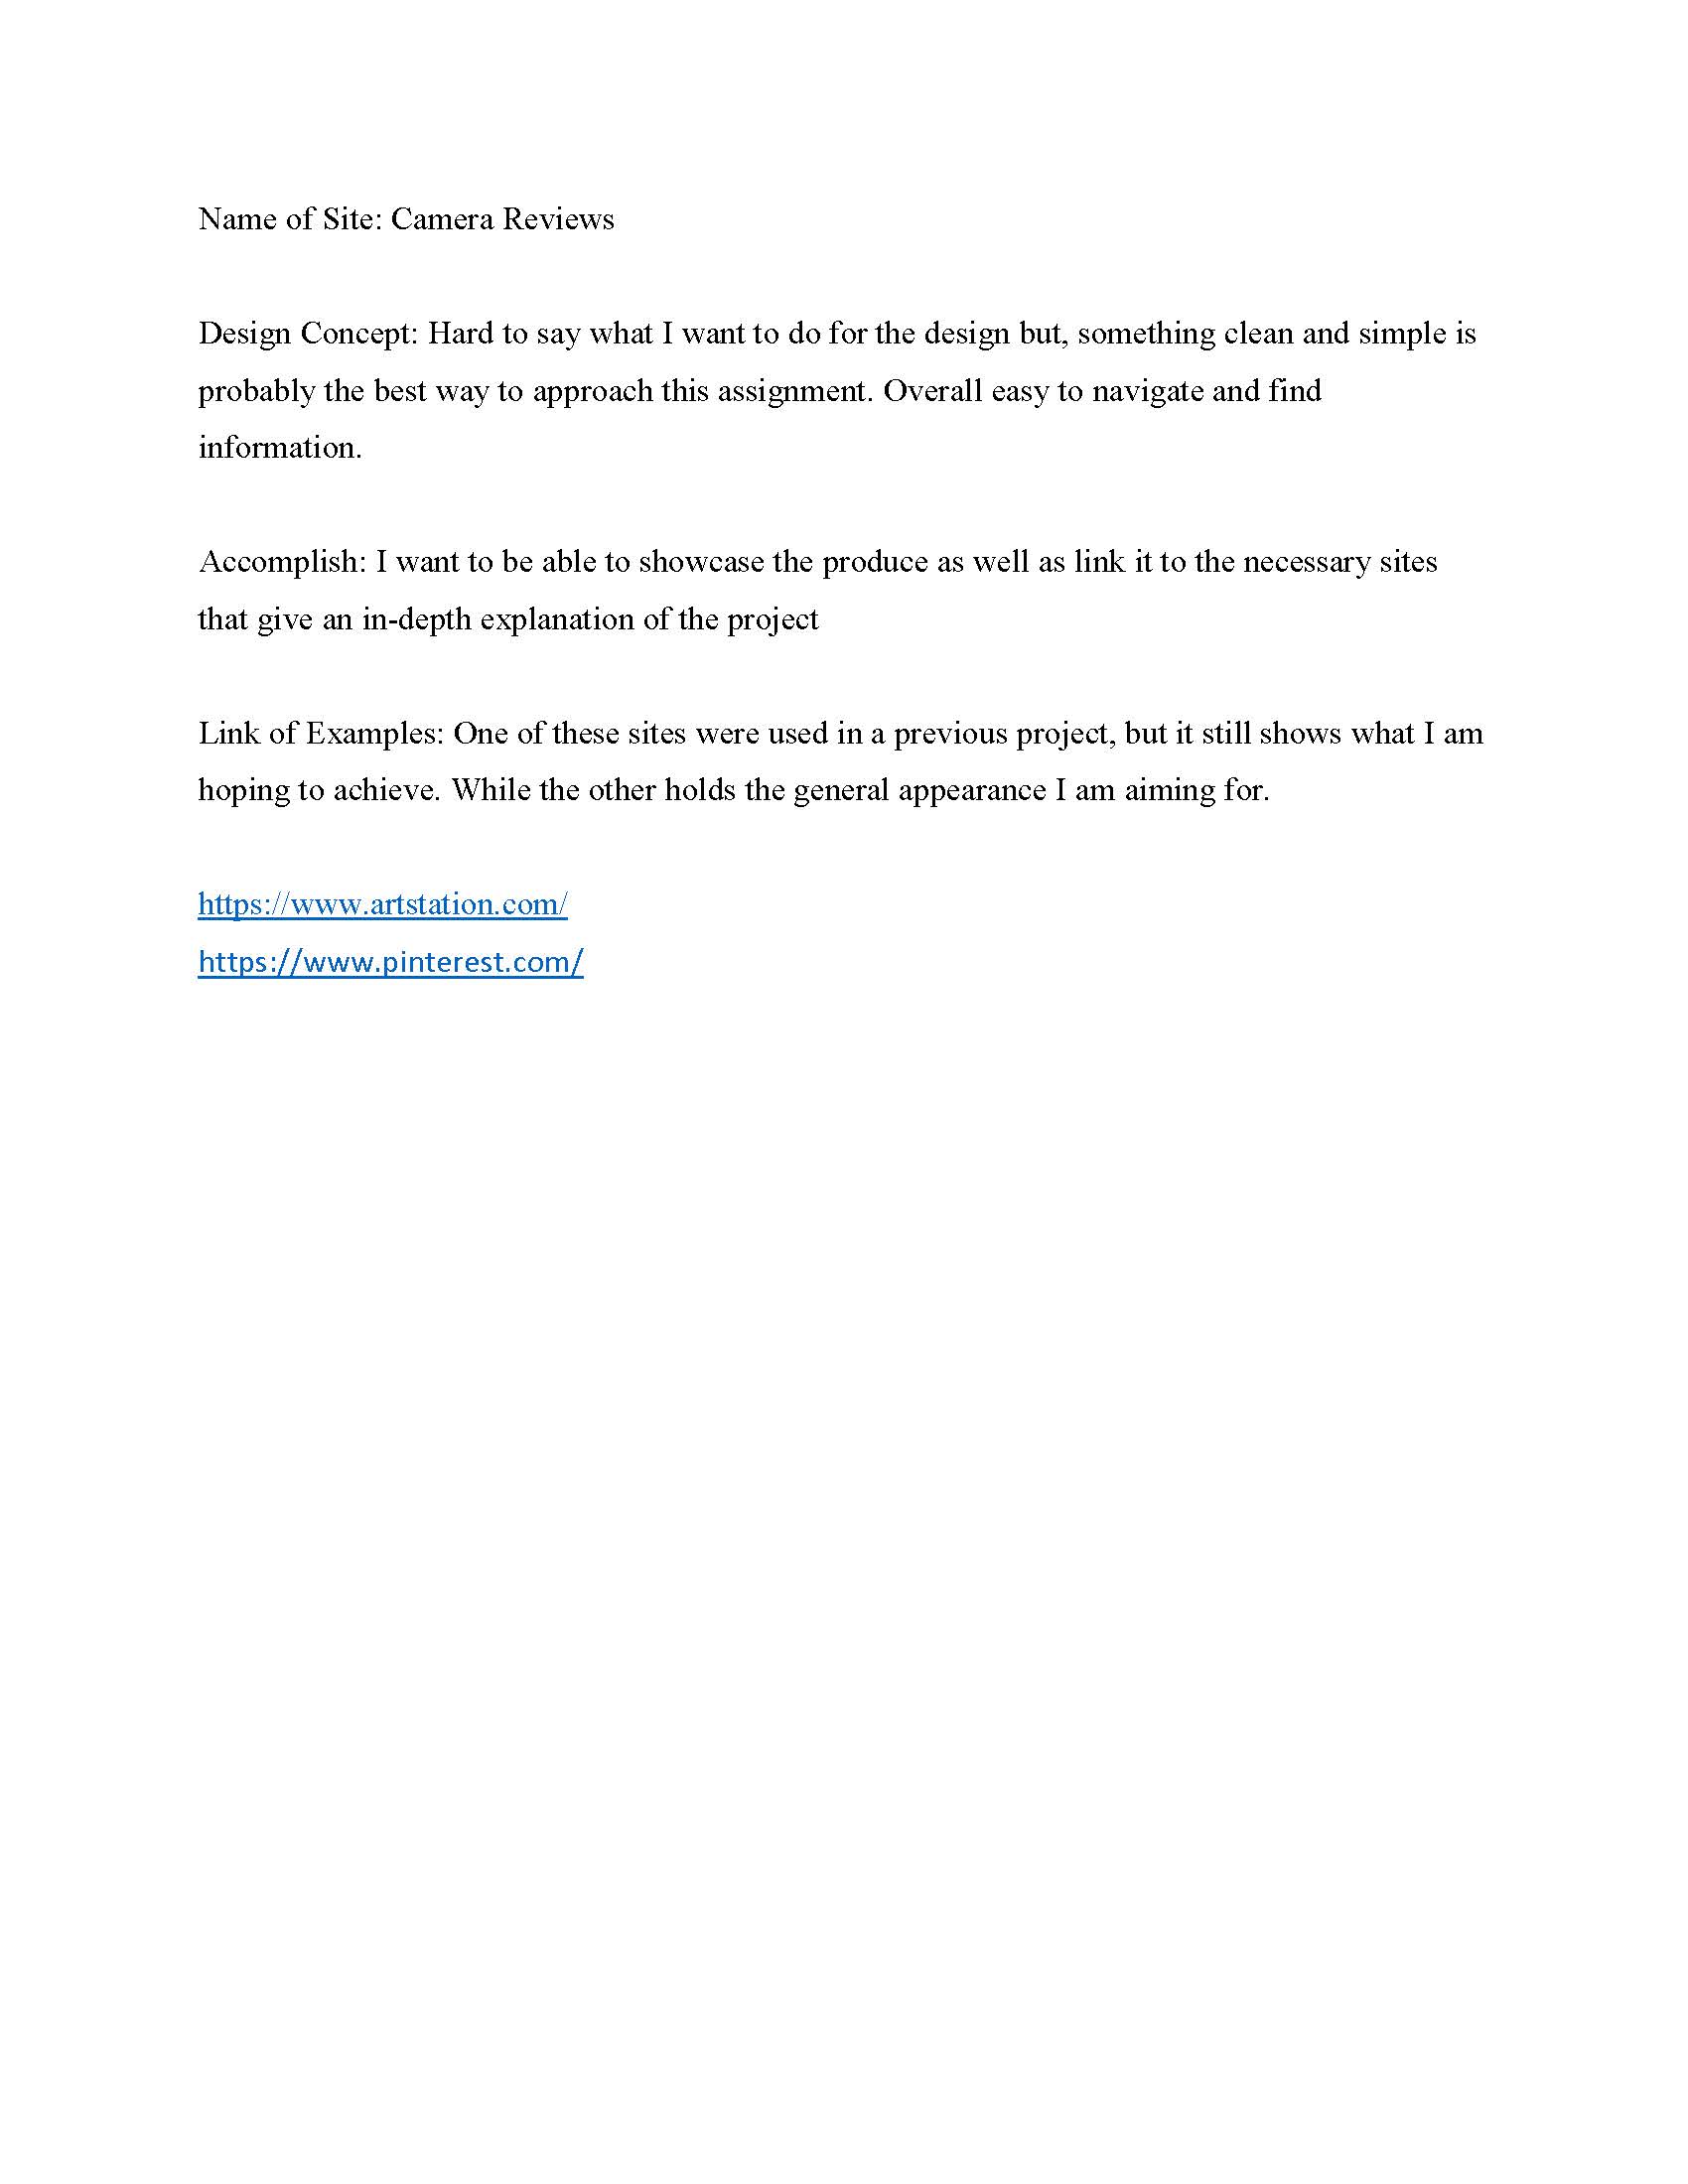 Name of Site: Camera Reviews
Design Concept: Hard to say what I want to do for the design but, something clean and simple is
probably the best way to approach this assignment. Overall easy to navigate and find
information.
Accomplish: I want to be able to showcase the produce as well as link it to the necessary sites
that give an in-depth explanation of the project
Link of Examples: One of these sites were used in a previous project, but it still shows what I am
hoping to achieve. While the other holds the general appearance I am aiming for.
https://www.artstation.com/
https://www.pinterest.com/